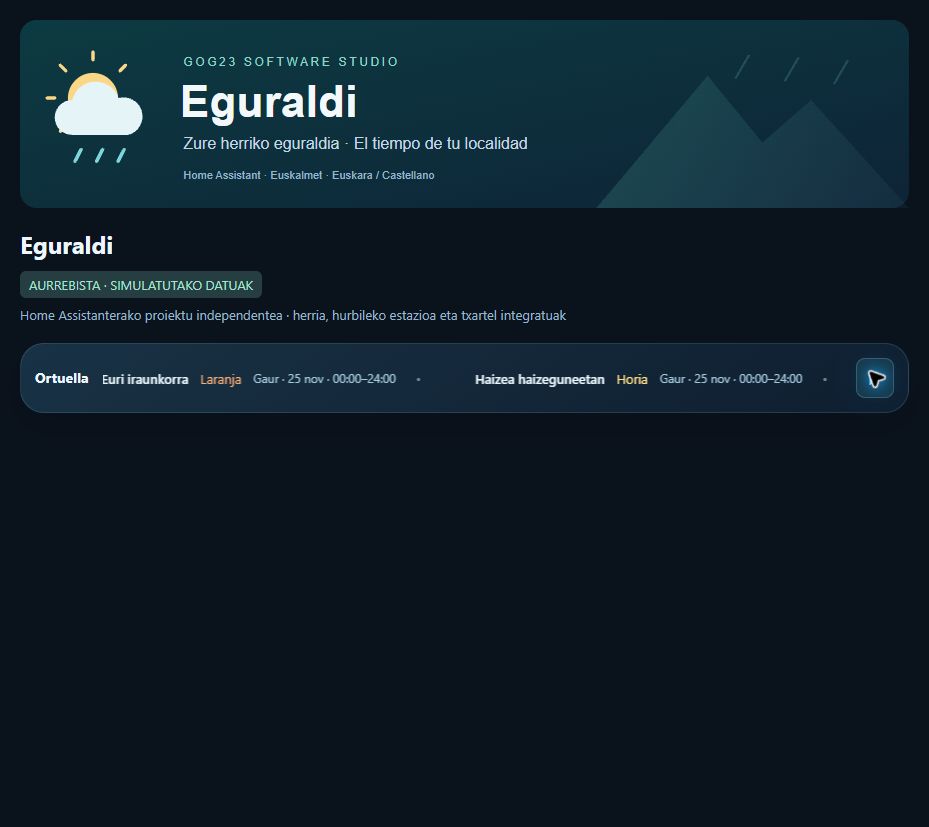 GOG23 SOFTWARE STUDIO
Eguraldi
Zure herriko eguraldia · El tiempo de tu localidad
Home Assistant · Euskalmet · Euskara / Castellano
Eguraldi
AURREBISTA · SIMULATUTAKO DATUAK
Home Assistanterako proiektu independentea · herria, hurbileko estazioa eta txartel integratuak
Ortuella Euri iraunkorra Laranja Gaur · 25 nov · 00:00–24:00 • Haizea haizeguneetan Horia Gaur · 25 nov · 00:00–24:00 •